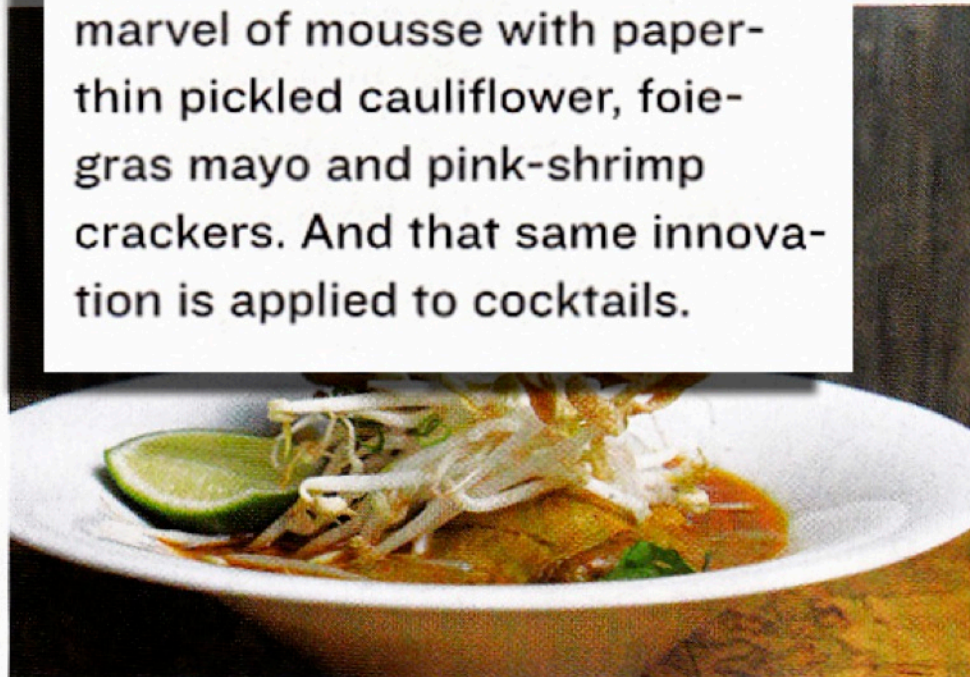 marvel of mousse with paper-
thin pickled cauliflower, foie-
gras mayo and pink-shrimp
crackers. And that same innova-
tion is applied to cocktails.